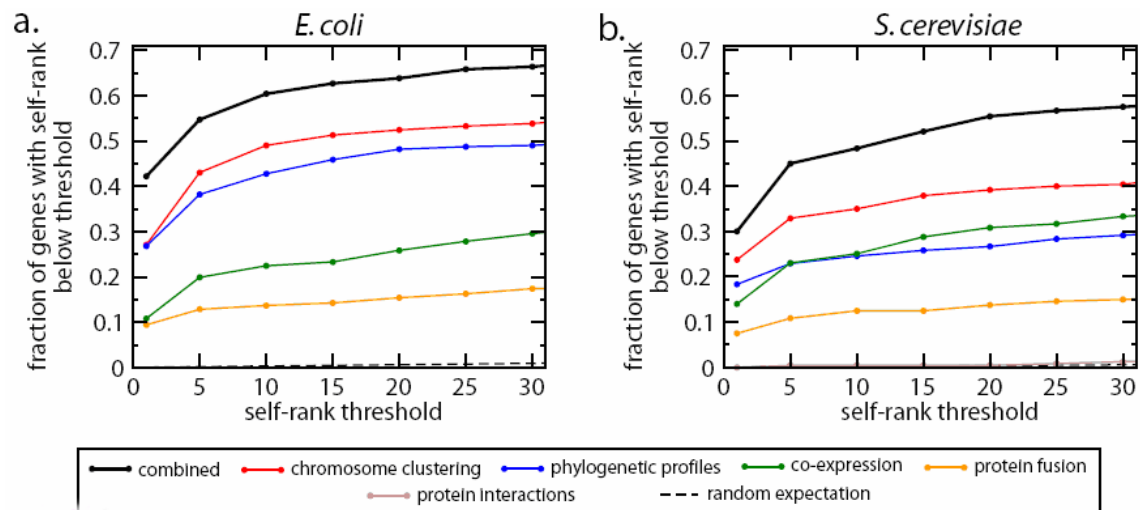 a.
E. coli
fraction of genes with self-rank
below threshold
0.7
0.6
0.5
0.4
0.3
0.2
0.1
0
0 5 10 15 20 25 30
self-rank threshold
b.
S. cerevisiae
fraction of genes with self-rank
below threshold
0.7
0.6
0.5
0.4
0.3
0.2
0.1
0
0 5 10 15 20 25 30
self-rank threshold
combined chromosome clustering phylogenetic profiles co-expression protein fusion
protein interactions random expectation